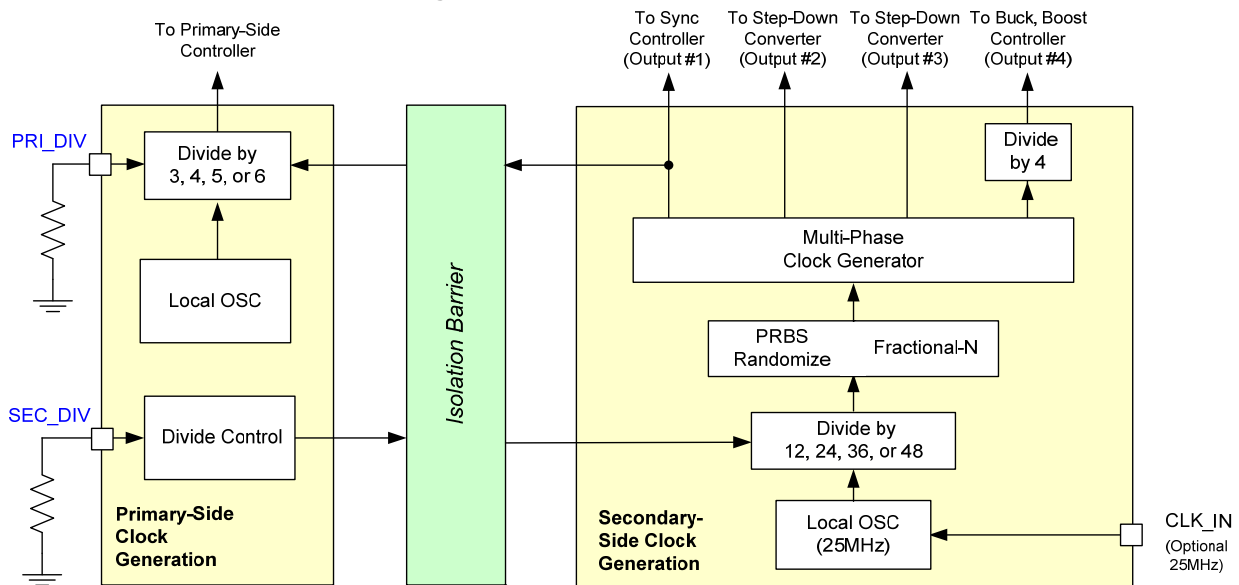 To Primary-Side
Controller
To Sync
Controller
(Output #1)
To Step-Down
Converter
(Output #2)
To Step-Down
Converter
(Output #3)
To Buck, Boost
Controller
(Output #4)
PRI_DIV
Divide by
3, 4, 5, or 6
Divide
by 4
Multi-Phase
Clock Generator
Local OSC
Isolation Barrier
PRBS
Randomize
Fractional-N
SEC_DIV
Divide Control
Divide by
12, 24, 36, or 48
Primary-Side
Clock
Generation
Secondary-
Side Clock
Generation
Local OSC
(25MHz)
CLK_IN
(Optional
25MHz)